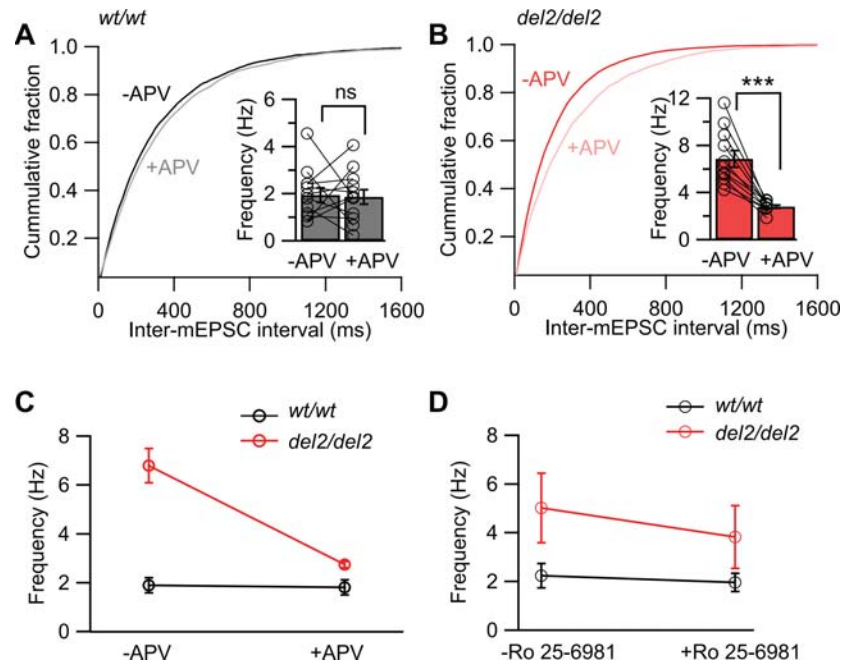 A
wt/wt
1.0
0.8
0.6
0.4
0.2
Cummulative fraction
-APV
+APV
6
4
2
0
Frequency (Hz)
ns
-APV +APV
0 400 800 1200 1600
Inter-mEPSC interval (ms)
B
del2/del2
1.0
0.8
0.6
0.4
0.2
Cummulative fraction
-APV
+APV
12
8
4
0
Frequency (Hz)
***
-APV +APV
0 400 800 1200 1600
Inter-mEPSC interval (ms)
C
wt/wt
del2/del2
8
6
4
2
0
Frequency (Hz)
-APV +APV
D
wt/wt
del2/del2
8
6
4
2
0
Frequency (Hz)
-Ro 25-6981 +Ro 25-6981